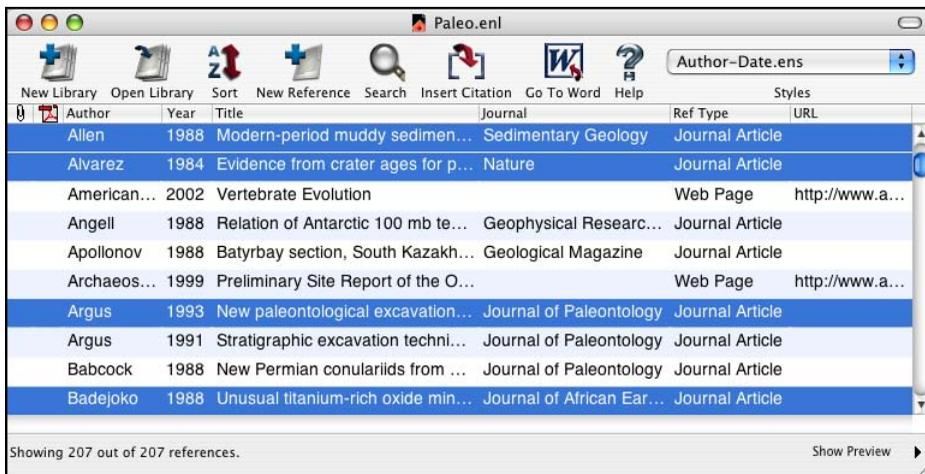 Paleo.enl
New Library Open Library Sort New Reference Search Insert Citation Go To Word Help Author-Date.ens Styles
Author Year Title Journal Ref Type URL
Allen 1988 Modern-period muddy sedimen... Sedimentary Geology Journal Article
Alvarez 1984 Evidence from crater ages for p... Nature Journal Article
American... 2002 Vertebrate Evolution Web Page http://www.a...
Angell 1988 Relation of Antarctic 100 mb te... Geophysical Researc... Journal Article
Apollonov 1988 Batyrbay section, South Kazakh... Geological Magazine Journal Article
Archaeos... 1999 Preliminary Site Report of the O... Web Page http://www.a...
Argus 1993 New paleontological excavation... Journal of Paleontology Journal Article
Argus 1991 Stratigraphic excavation techni... Journal of Paleontology Journal Article
Babcock 1988 New Permian conulariids from ... Journal of Paleontology Journal Article
Badejoko 1988 Unusual titanium-rich oxide min... Journal of African Ear... Journal Article
Showing 207 out of 207 references. Show Preview